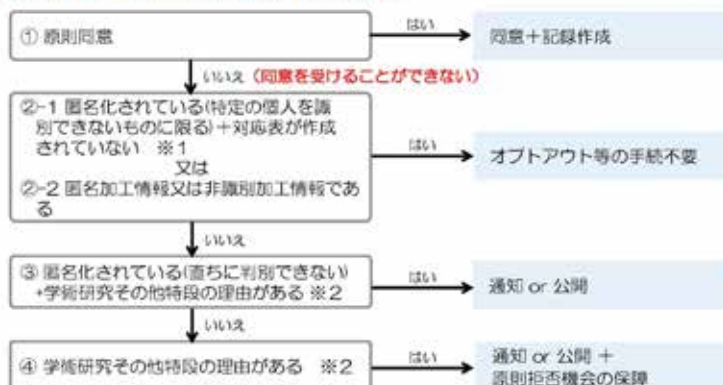 ① 原則同意
はい
同意＋記録作成
いいえ（同意を受けることができない）
②-1 匿名化されている(特定の個人を識
別できないものに限る)＋対応表が作成
されていない　※1
又は
②-2 匿名加工情報又は非識別加工情報であ
る
はい
オプトアウト等の手続不要
いいえ
③ 匿名化されている(直ちに判別できない)
+学術研究その他特段の理由がある ※2
はい
通知 or 公開
いいえ
④ 学術研究その他特段の理由がある　※2
はい
通知 or 公開 ＋
原則拒否機会の保障